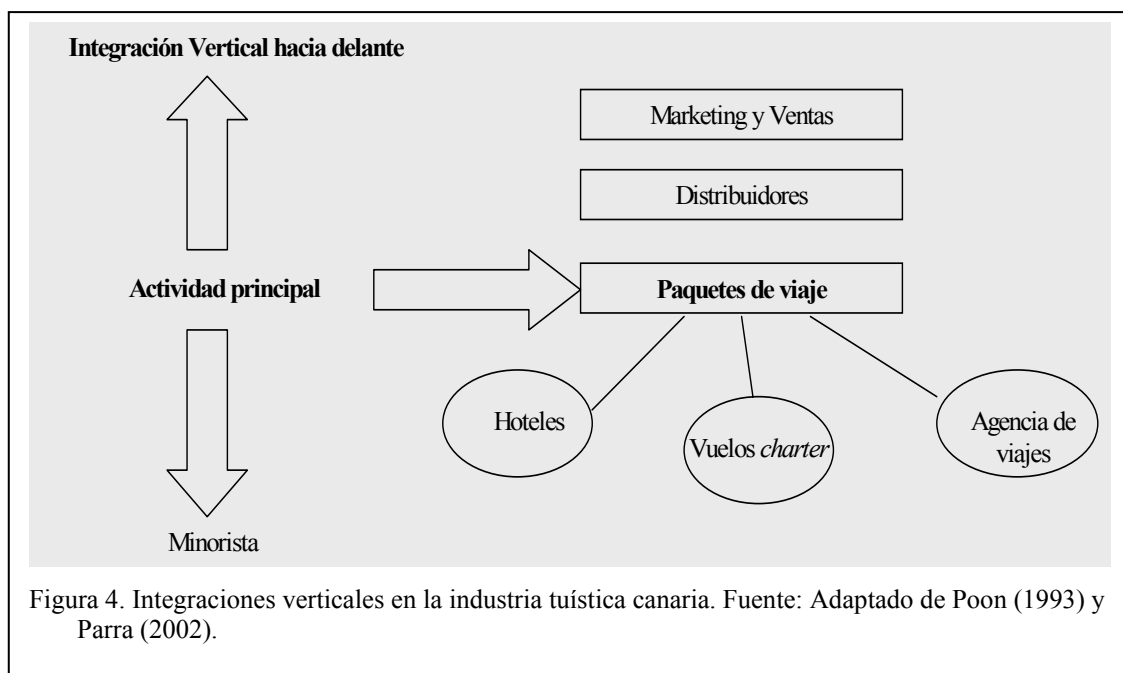 Integración Vertical hacia delante
Marketing y Ventas
Distribuidores
Actividad principal
Paquetes de viaje
Hoteles
Vuelos charter
Agencia de
viajes
Minorista
Figura 4. Integraciones verticales en la industria tuística canaria. Fuente: Adaptado de Poon (1993) y
Parra (2002).